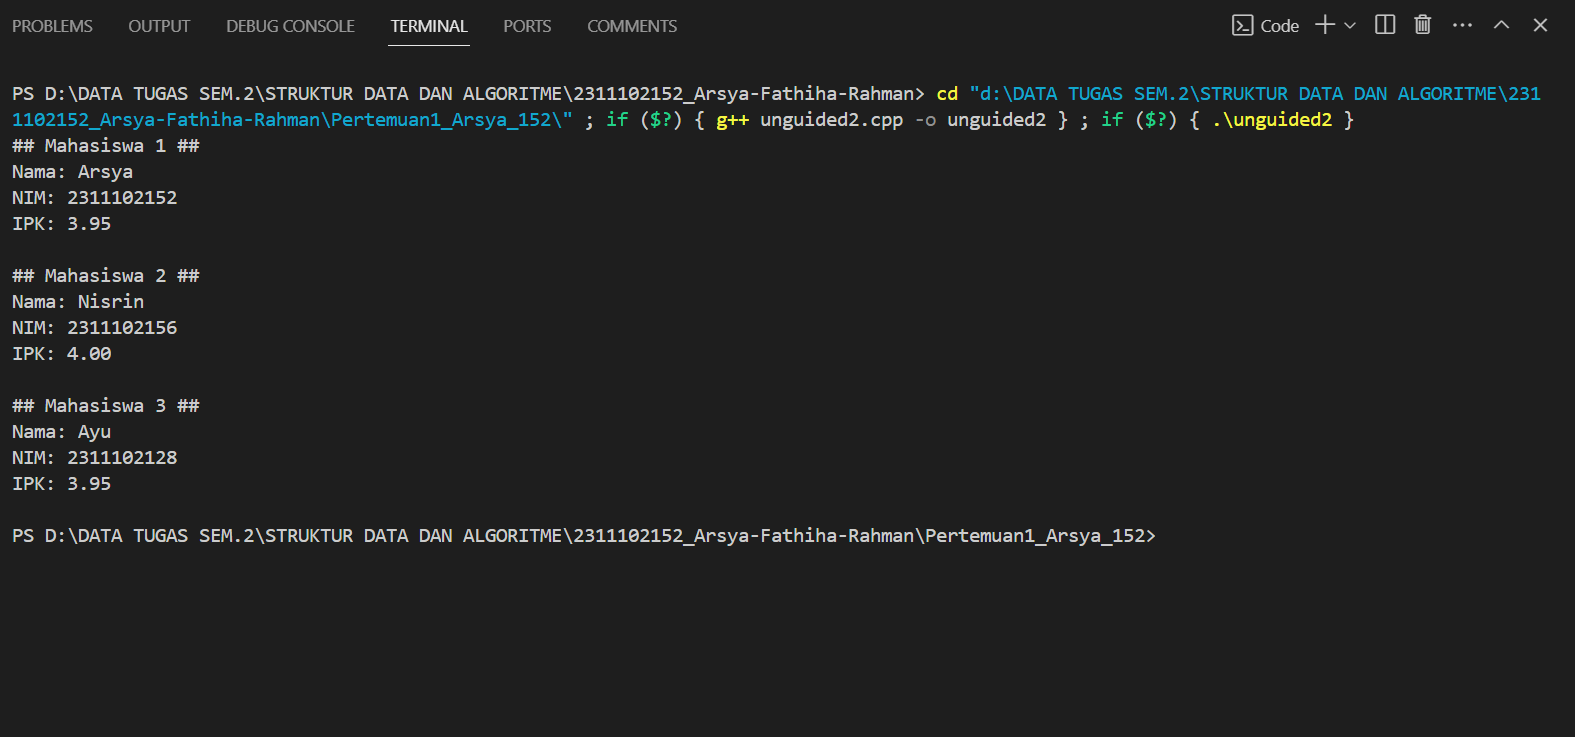 PROBLEMS OUTPUT DEBUG CONSOLE TERMINAL PORTS COMMENTS Code
PS D:\DATA TUGAS SEM.2\STRUKTUR DATA DAN ALGORITME\2311102152_Arsya-Fathiha-Rahman> cd "d:\DATA TUGAS SEM.2\STRUKTUR DATA DAN ALGORITME\231
1102152_Arsya-Fathiha-Rahman\Pertemuan1_Arsya_152\" ; if ($?) { g++ unguided2.cpp -o unguided2 } ; if ($?) { .\unguided2 }
## Mahasiswa 1 ##
Nama: Arsya
NIM: 2311102152
IPK: 3.95
## Mahasiswa 2 ##
Nama: Nisrin
NIM: 2311102156
IPK: 4.00
## Mahasiswa 3 ##
Nama: Ayu
NIM: 2311102128
IPK: 3.95
PS D:\DATA TUGAS SEM.2\STRUKTUR DATA DAN ALGORITME\2311102152_Arsya-Fathiha-Rahman\Pertemuan1_Arsya_152>